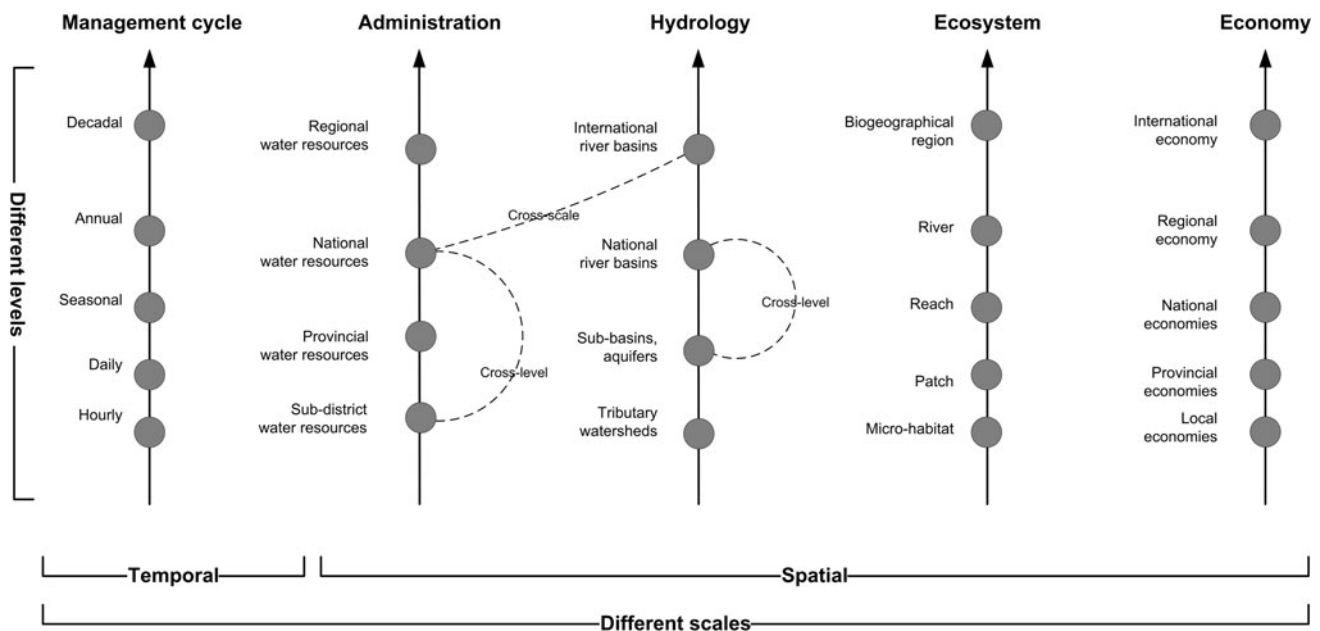 Management cycle
Administration
Hydrology
Ecosystem
Economy
Different levels
Decadal
Annual
Seasonal
Daily
Hourly
Regional
water resources
National
water resources
Provincial
water resources
Sub-district
water resources
Cross-scale
Cross-level
International
river basins
National
river basins
Sub-basins,
aquifers
Tributary
watersheds
Cross-level
Biogeographical
region
River
Reach
Patch
Micro-habitat
International
economy
Regional
economy
National
economies
Provincial
economies
Local
economies
Temporal
Spatial
Different scales